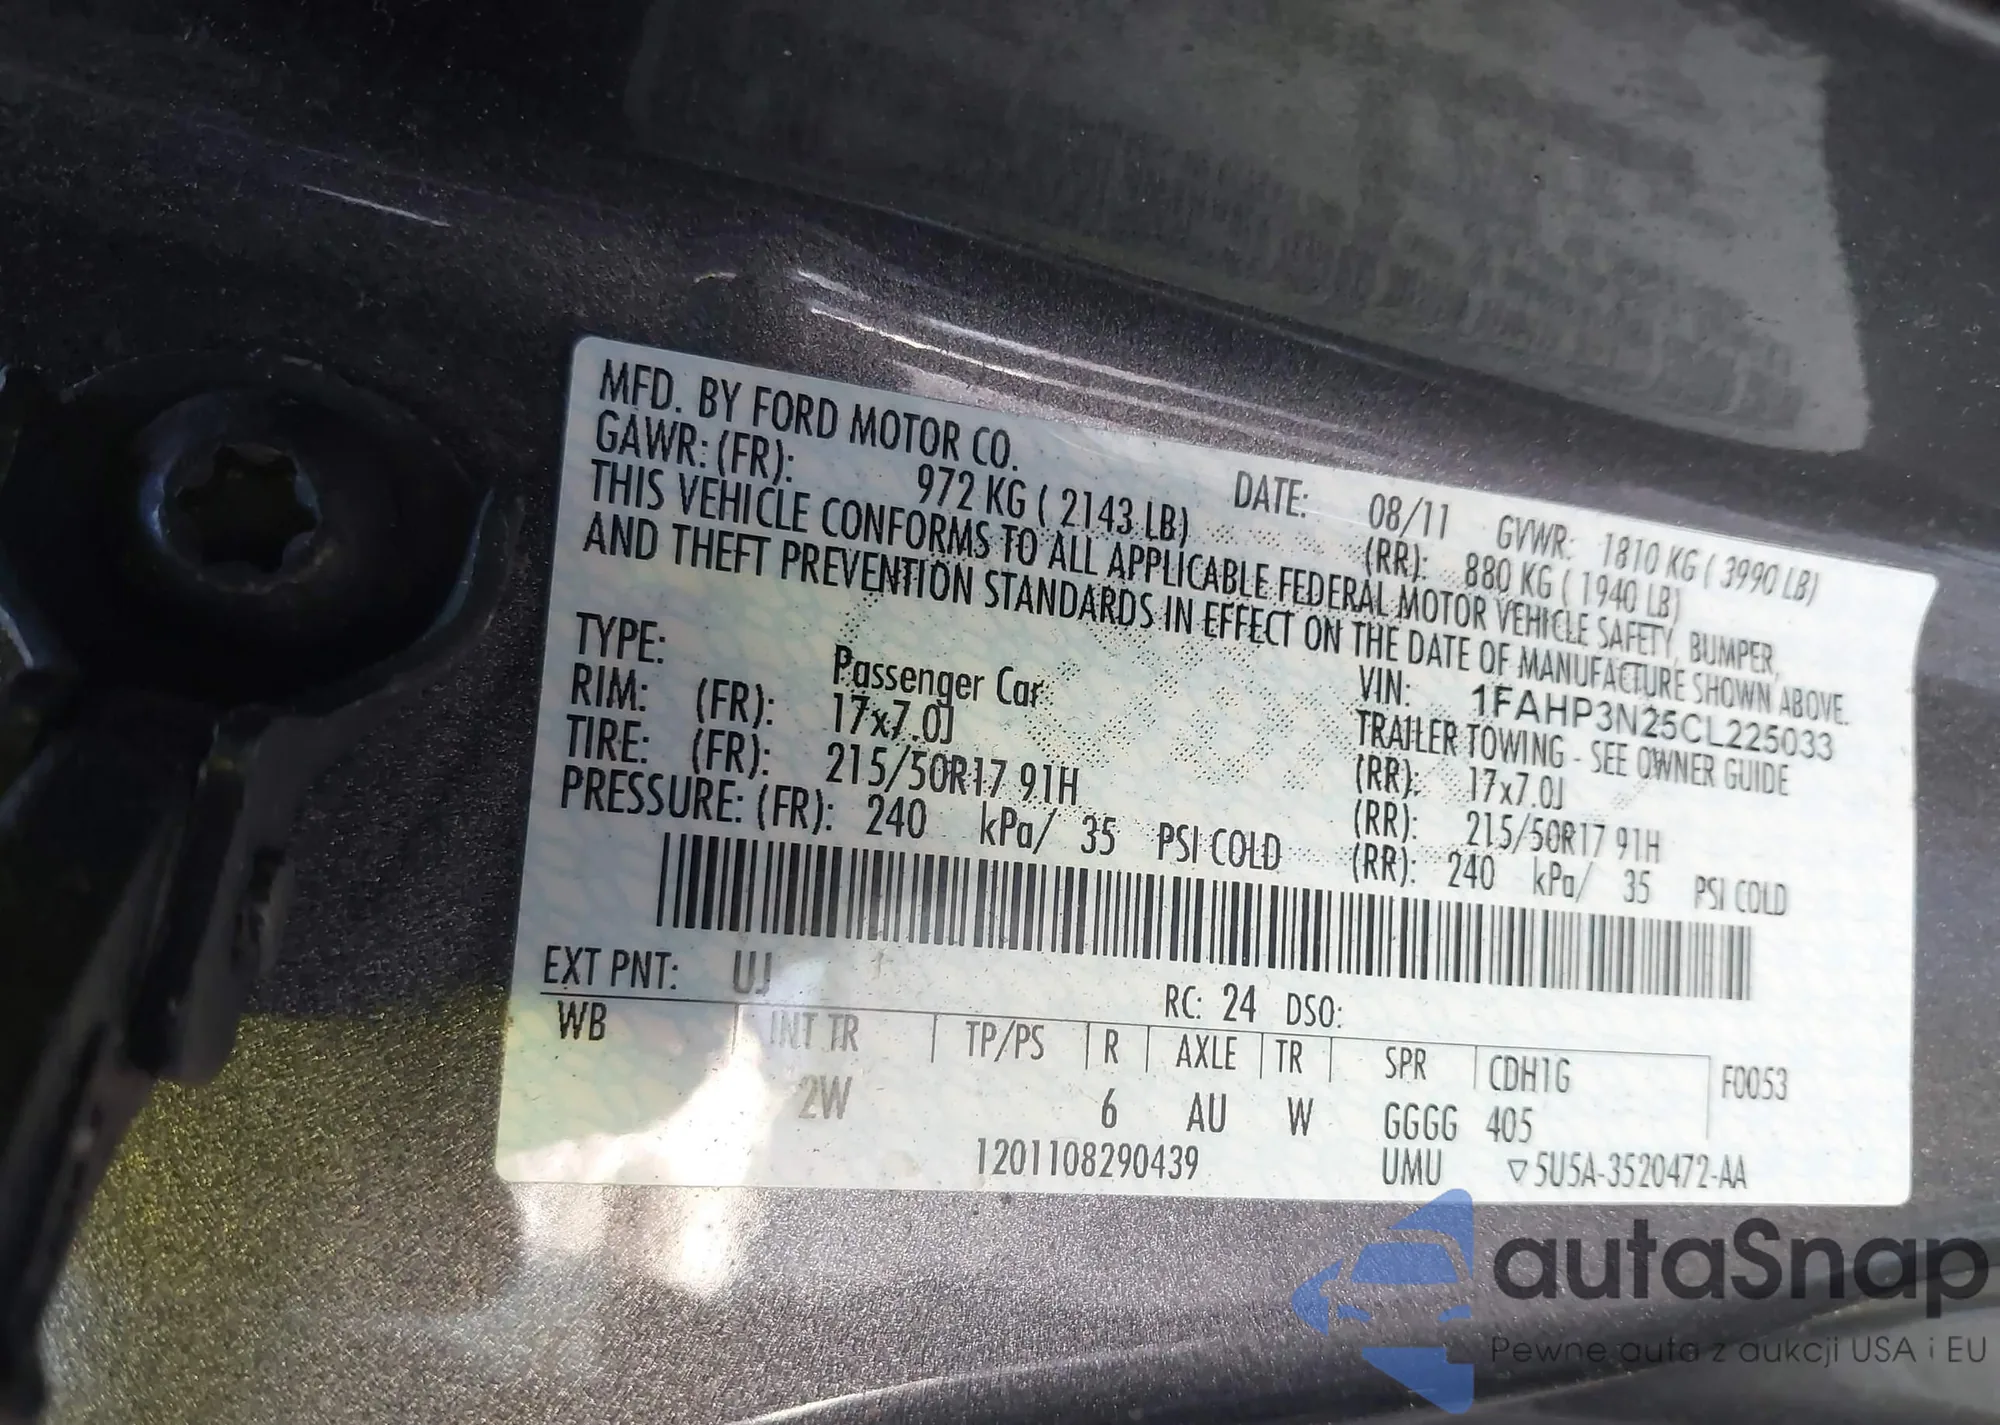 MFD. BY FORD MOTOR CO. DATE: 08/11 GVWR: 1810 KG ( 3990 LB)
GAWR: (FR): 972 KG ( 2143 LB) (RR): 880 KG ( 1940 LB)
THIS VEHICLE CONFORMS TO ALL APPLICABLE FEDERAL MOTOR VEHICLE SAFETY, BUMPER,
AND THEFT PREVENTION STANDARDS IN EFFECT ON THE DATE OF MANUFACTURE SHOWN ABOVE.
VIN: 1FAHP3N25CL225033
TYPE: Passenger Car TRAILER TOWING - SEE OWNER GUIDE
RIM: (FR): 17x7.0J (RR): 17x7.0J
TIRE: (FR): 215/50R17 91H (RR): 215/50R17 91H
PRESSURE: (FR): 240 kPa/ 35 PSI COLD (RR): 240 kPa/ 35 PSI COLD
EXT PNT: UJ RC: 24 DSO: F0053
WB INT TR TP/PS R AXLE TR SPR CDH1G
2W 6 AU W GGGG 405
1201108290439 UMU ▽5U5A-3520472-AA
autaSnap
Pewne auta z aukcji USA i EU